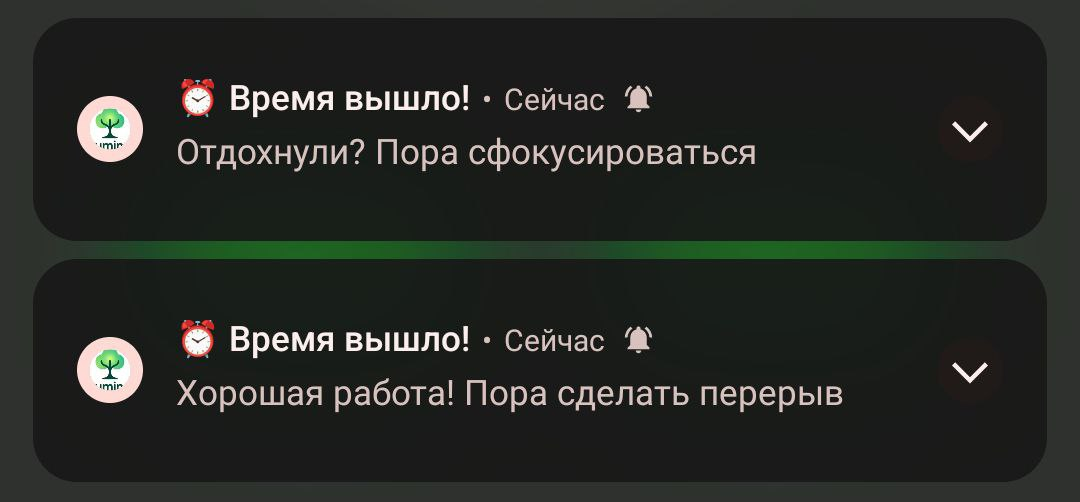 ⏰ Время вышло! • Сейчас
Отдохнули? Пора сфокусироваться
⏰ Время вышло! • Сейчас
Хорошая работа! Пора сделать перерыв